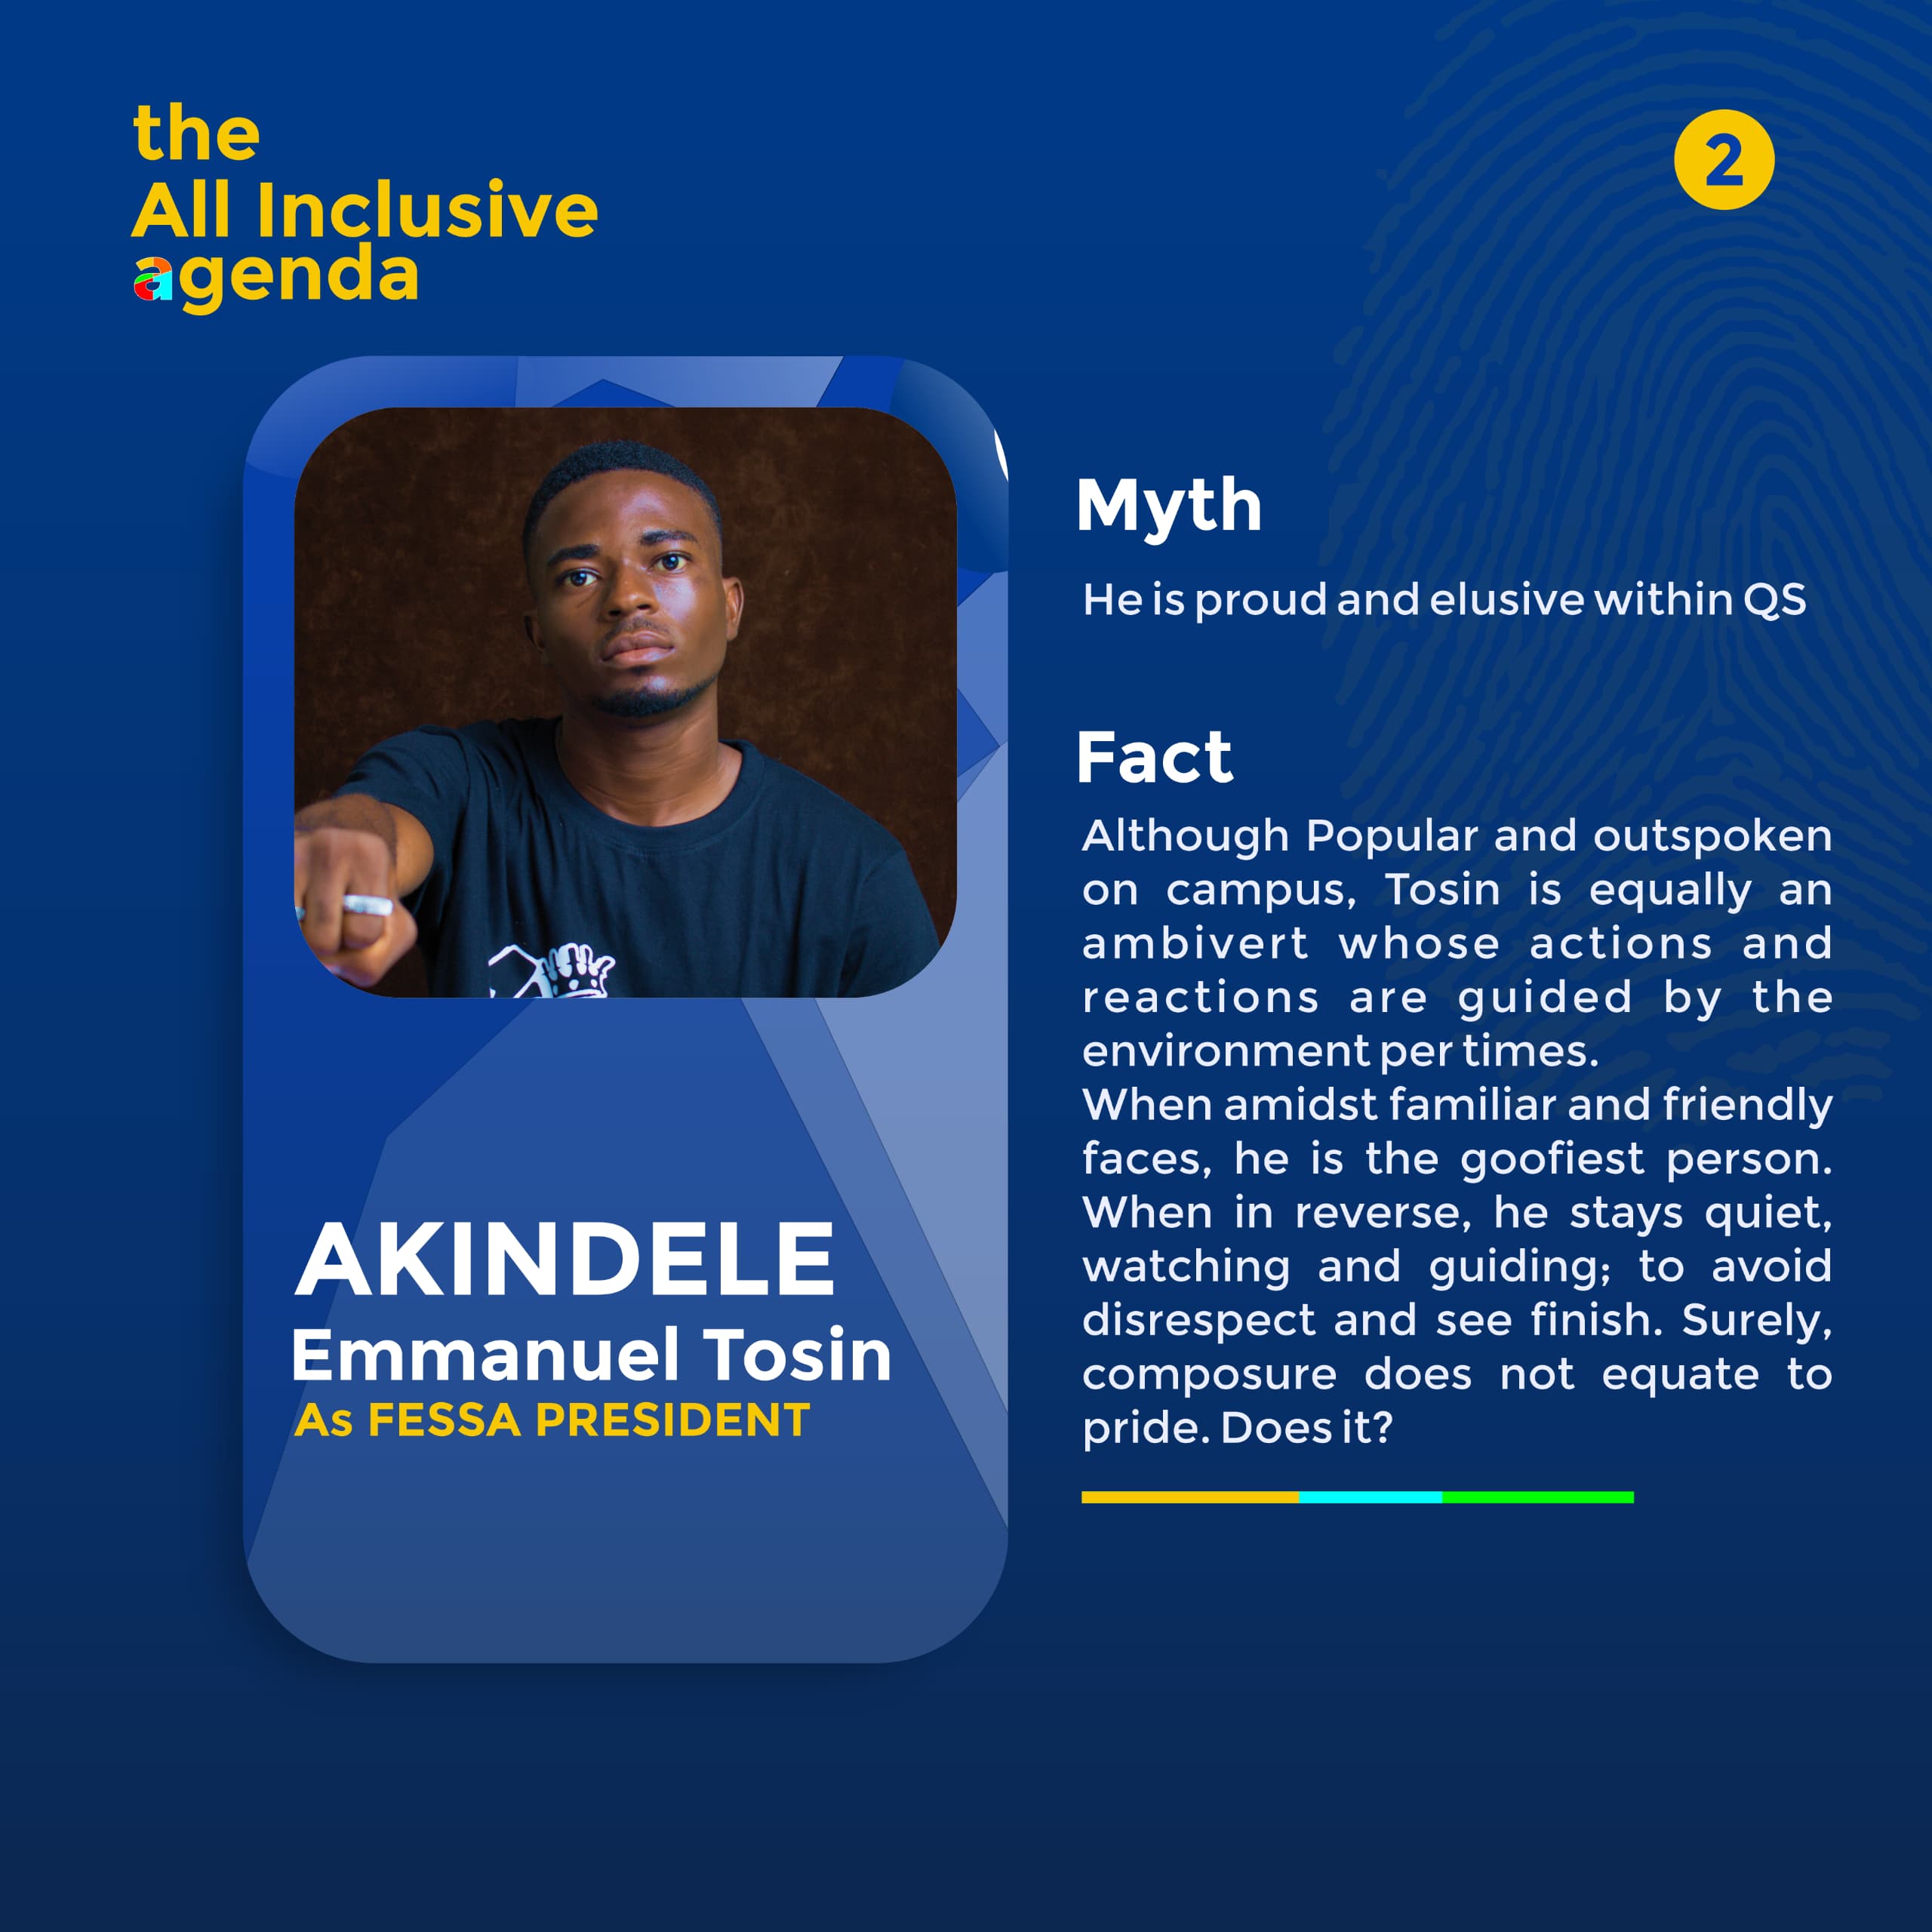 the
All Inclusive
agenda
2
AKINDELE
Emmanuel Tosin
As FESSA PRESIDENT
Myth
He is proud and elusive within QS
Fact
Although Popular and outspoken
on campus, Tosin is equally an
ambivert whose actions and
reactions are guided by the
environment per times.
When amidst familiar and friendly
faces, he is the goofiest person.
When in reverse, he stays quiet,
watching and guiding; to avoid
disrespect and see finish. Surely,
composure does not equate to
pride. Does it?